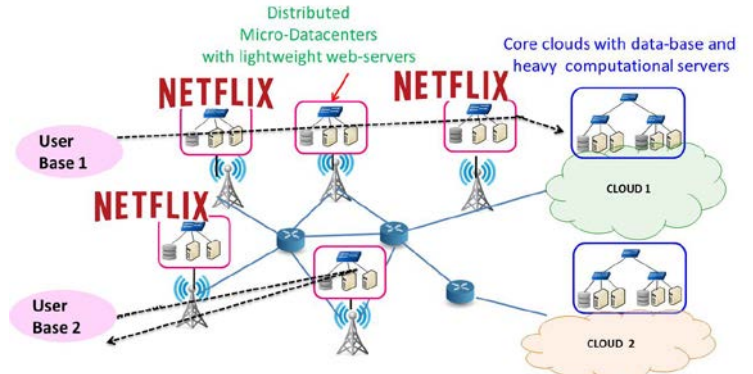 Distributed
Micro-Datacenters
with lightweight web-servers
Core clouds with data-base and
heavy computational servers
NETFLIX
NETFLIX
User
Base 1
CLOUD 1
NETFLIX
User
Base 2
CLOUD 2